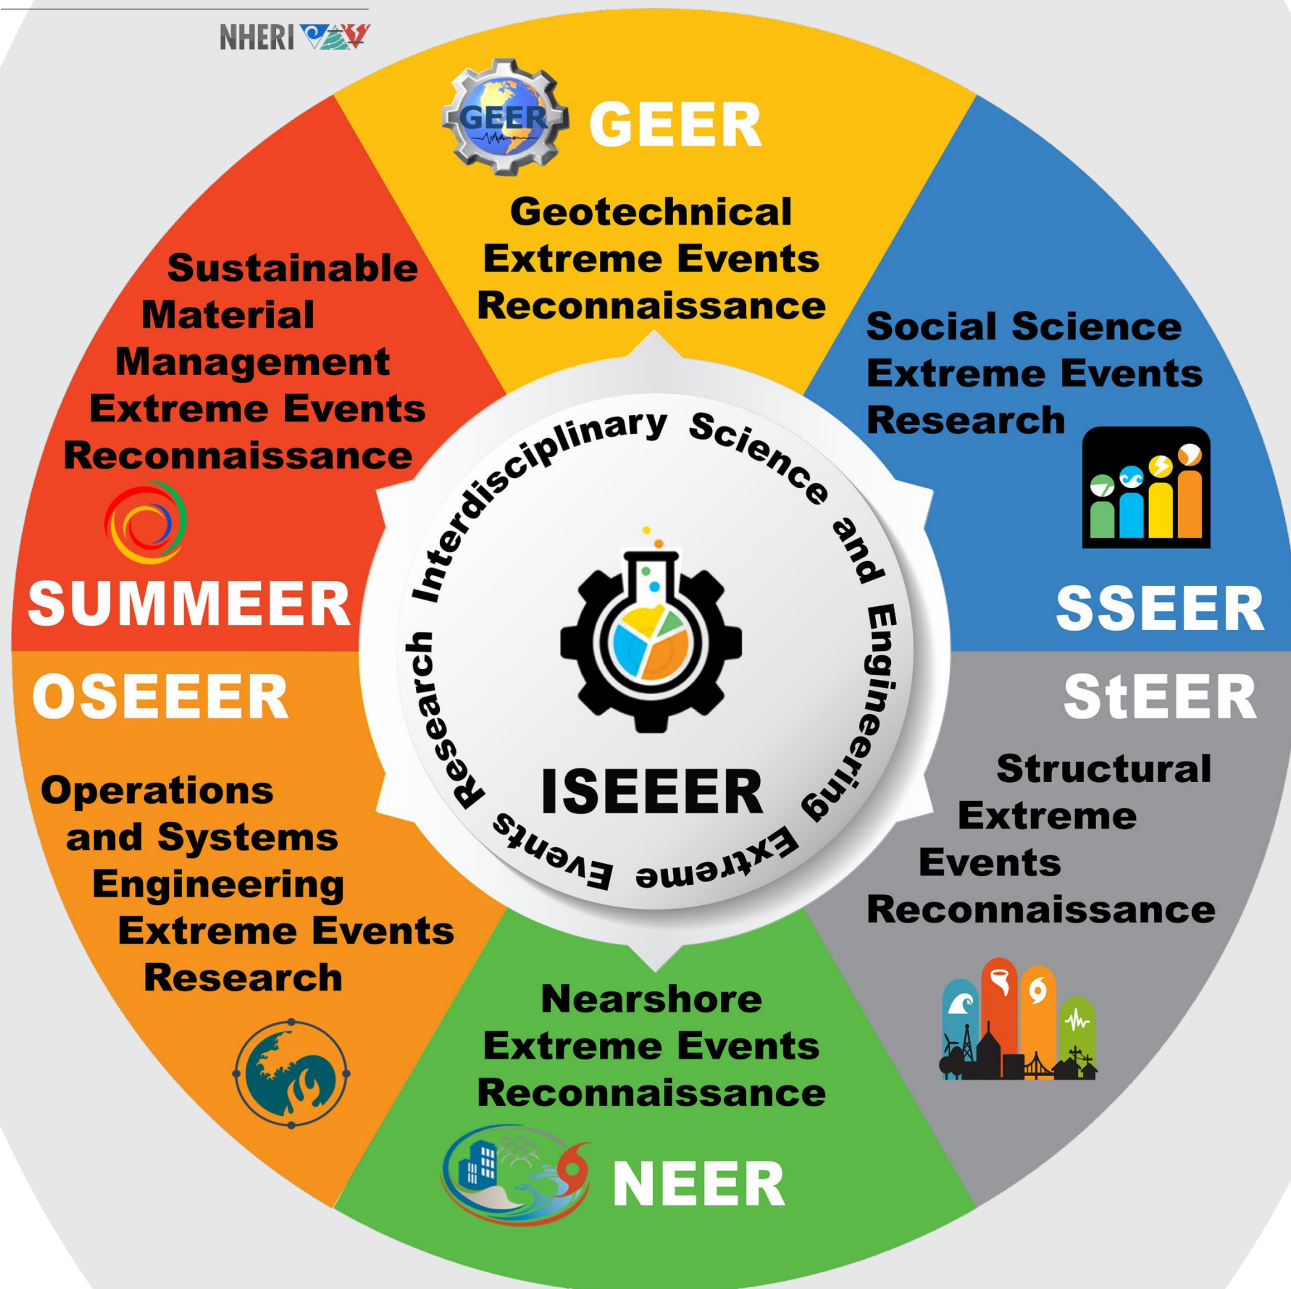 NHERI
GEER
GEER
Geotechnical
Extreme Events
Reconnaissance
Social Science
Extreme Events
Research
SSEER
StEER
Structural
Extreme
Events
Reconnaissance
Nearshore
Extreme Events
Reconnaissance
NEER
OSEEER
Operations
and Systems
Engineering
Extreme Events
Research
Sustainable
Material
Management
Extreme Events
Reconnaissance
SUMMEER
Interdisciplinary Science and Engineering Extreme Events Research
ISEEER